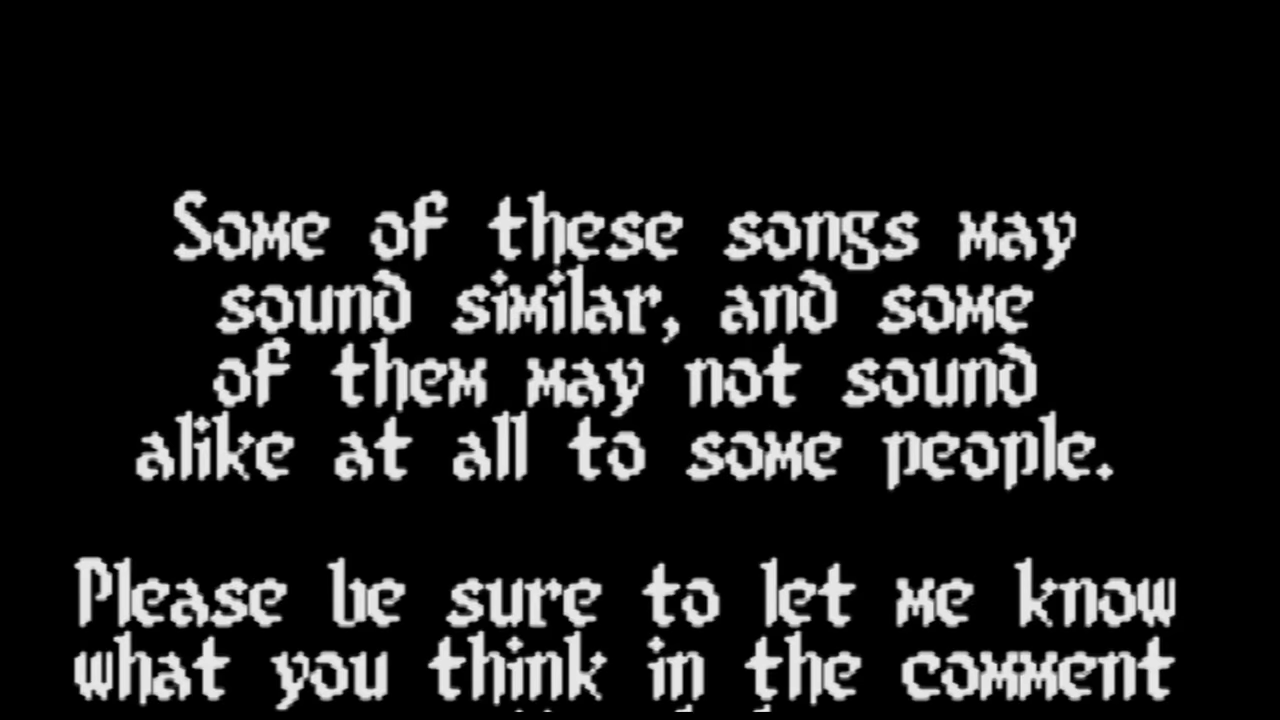 Some of these songs may
sound similar, and some
of them may not sound
alike at all to some people.
Please be sure to let me know
what you think in the comment